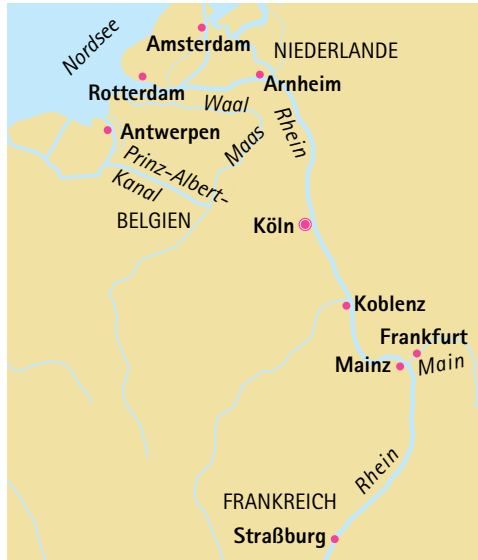 Nordsee
Amsterdam
NIEDERLANDE
Rotterdam
Arnheim
Waal
Rhein
Antwerpen
Maas
Prinz-Albert-
Kanal
BELGIEN
Köln
Koblenz
Frankfurt
Mainz
Main
Rhein
FRANKREICH
Straßburg